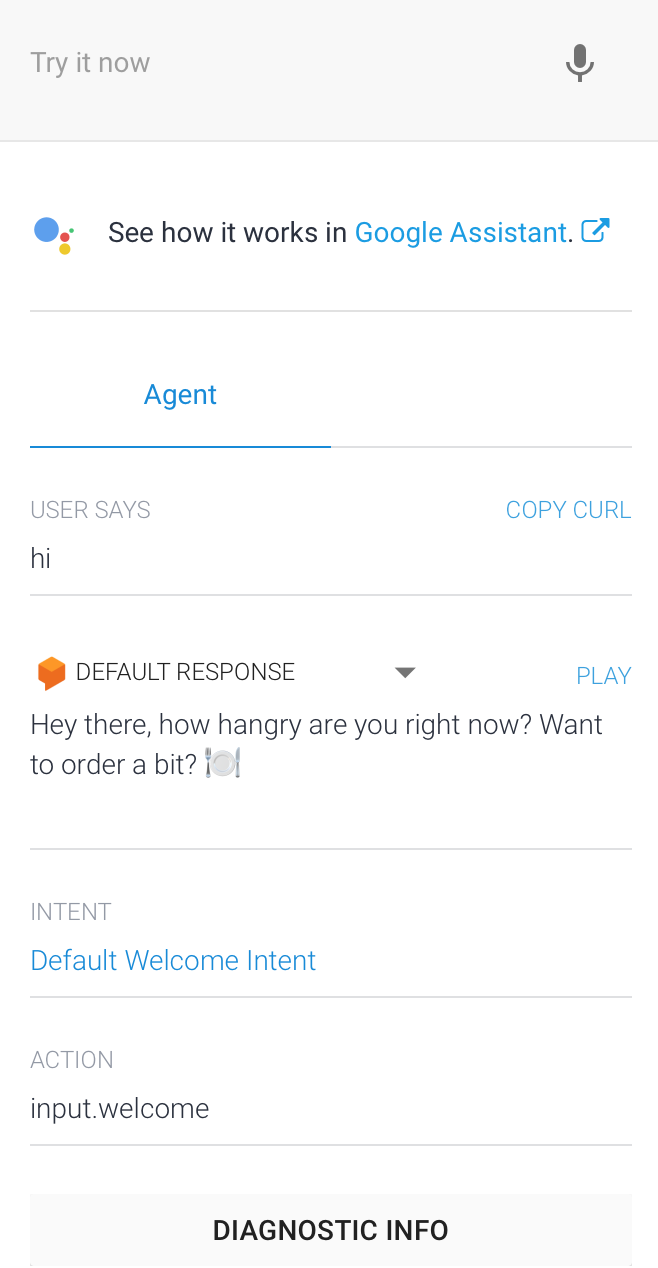 Try it now
See how it works in Google Assistant.
Agent
USER SAYS
COPY CURL
hi
DEFAULT RESPONSE
PLAY
Hey there, how hangry are you right now? Want
to order a bit? 🍽️
INTENT
Default Welcome Intent
ACTION
input.welcome
DIAGNOSTIC INFO